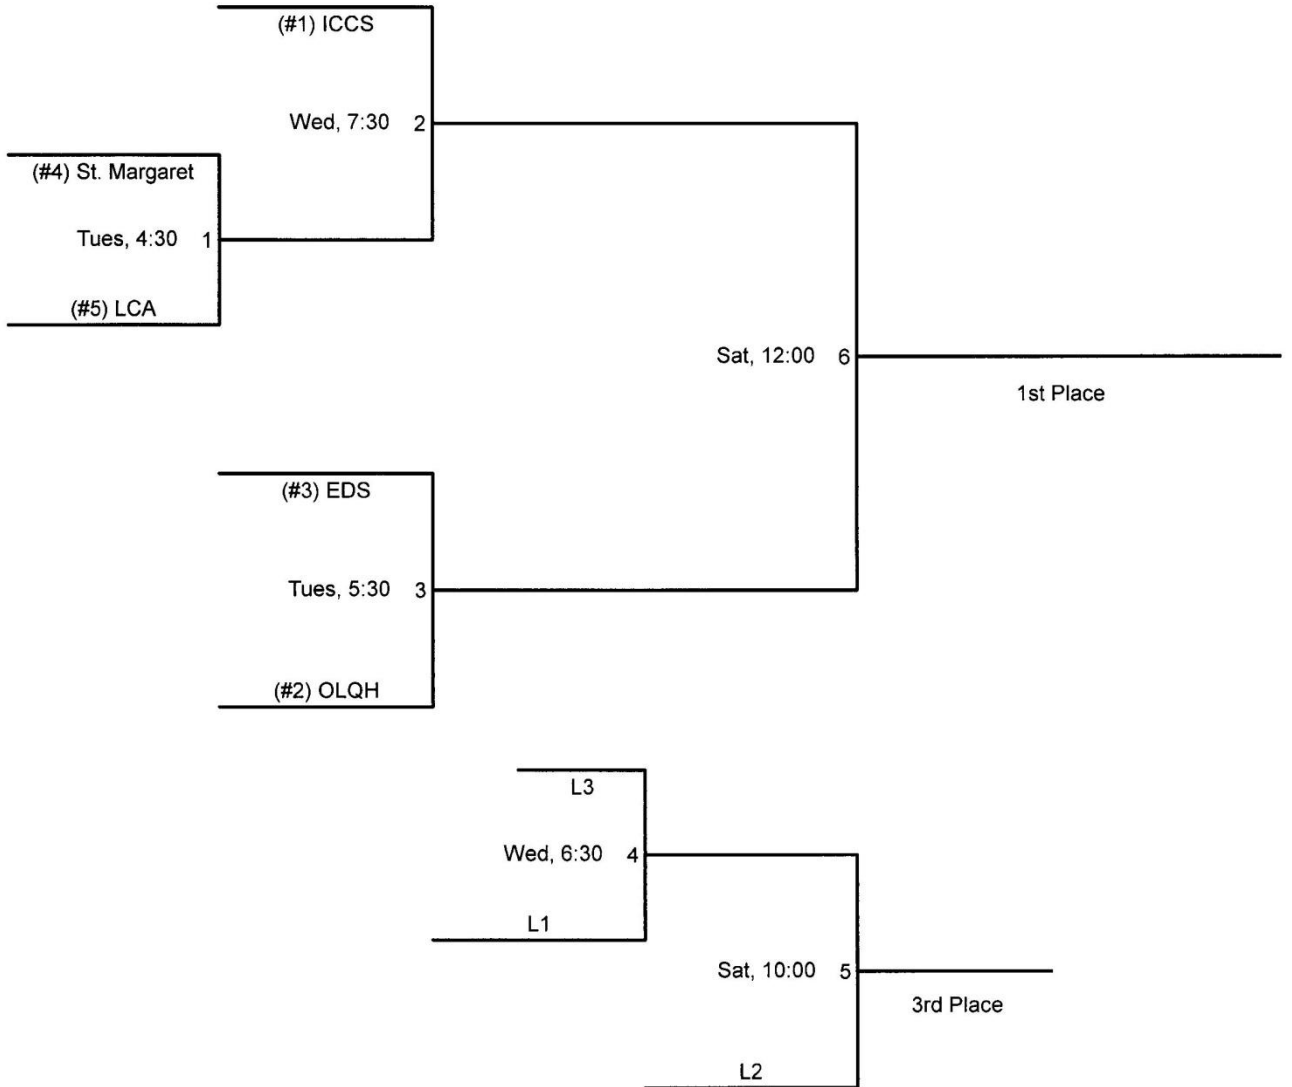 (#1) ICCS
Wed, 7:30 2
(#4) St. Margaret
Tues, 4:30 1
(#5) LCA
Sat, 12:00 6
1st Place
(#3) EDS
Tues, 5:30 3
(#2) OLQH
L3
Wed, 6:30 4
L1
Sat, 10:00 5
3rd Place
L2